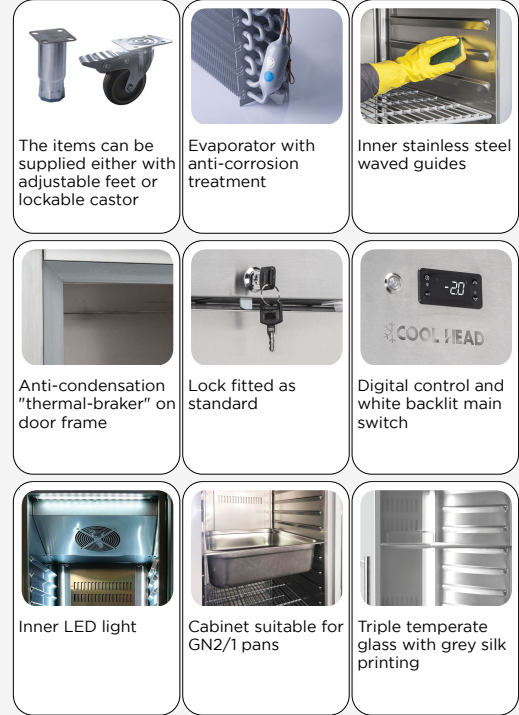 The items can be
supplied either with
adjustable feet or
lockable castor
Evaporator with
anti-corrosion
treatment
Inner stainless steel
waved guides
Anti-condensation
"thermal-braker" on
door frame
Lock fitted as
standard
-20
COOL HEAD
Digital control and
white backlit main
switch
Inner LED light
Cabinet suitable for
GN2/1 pans
Triple temperate
glass with grey silk
printing